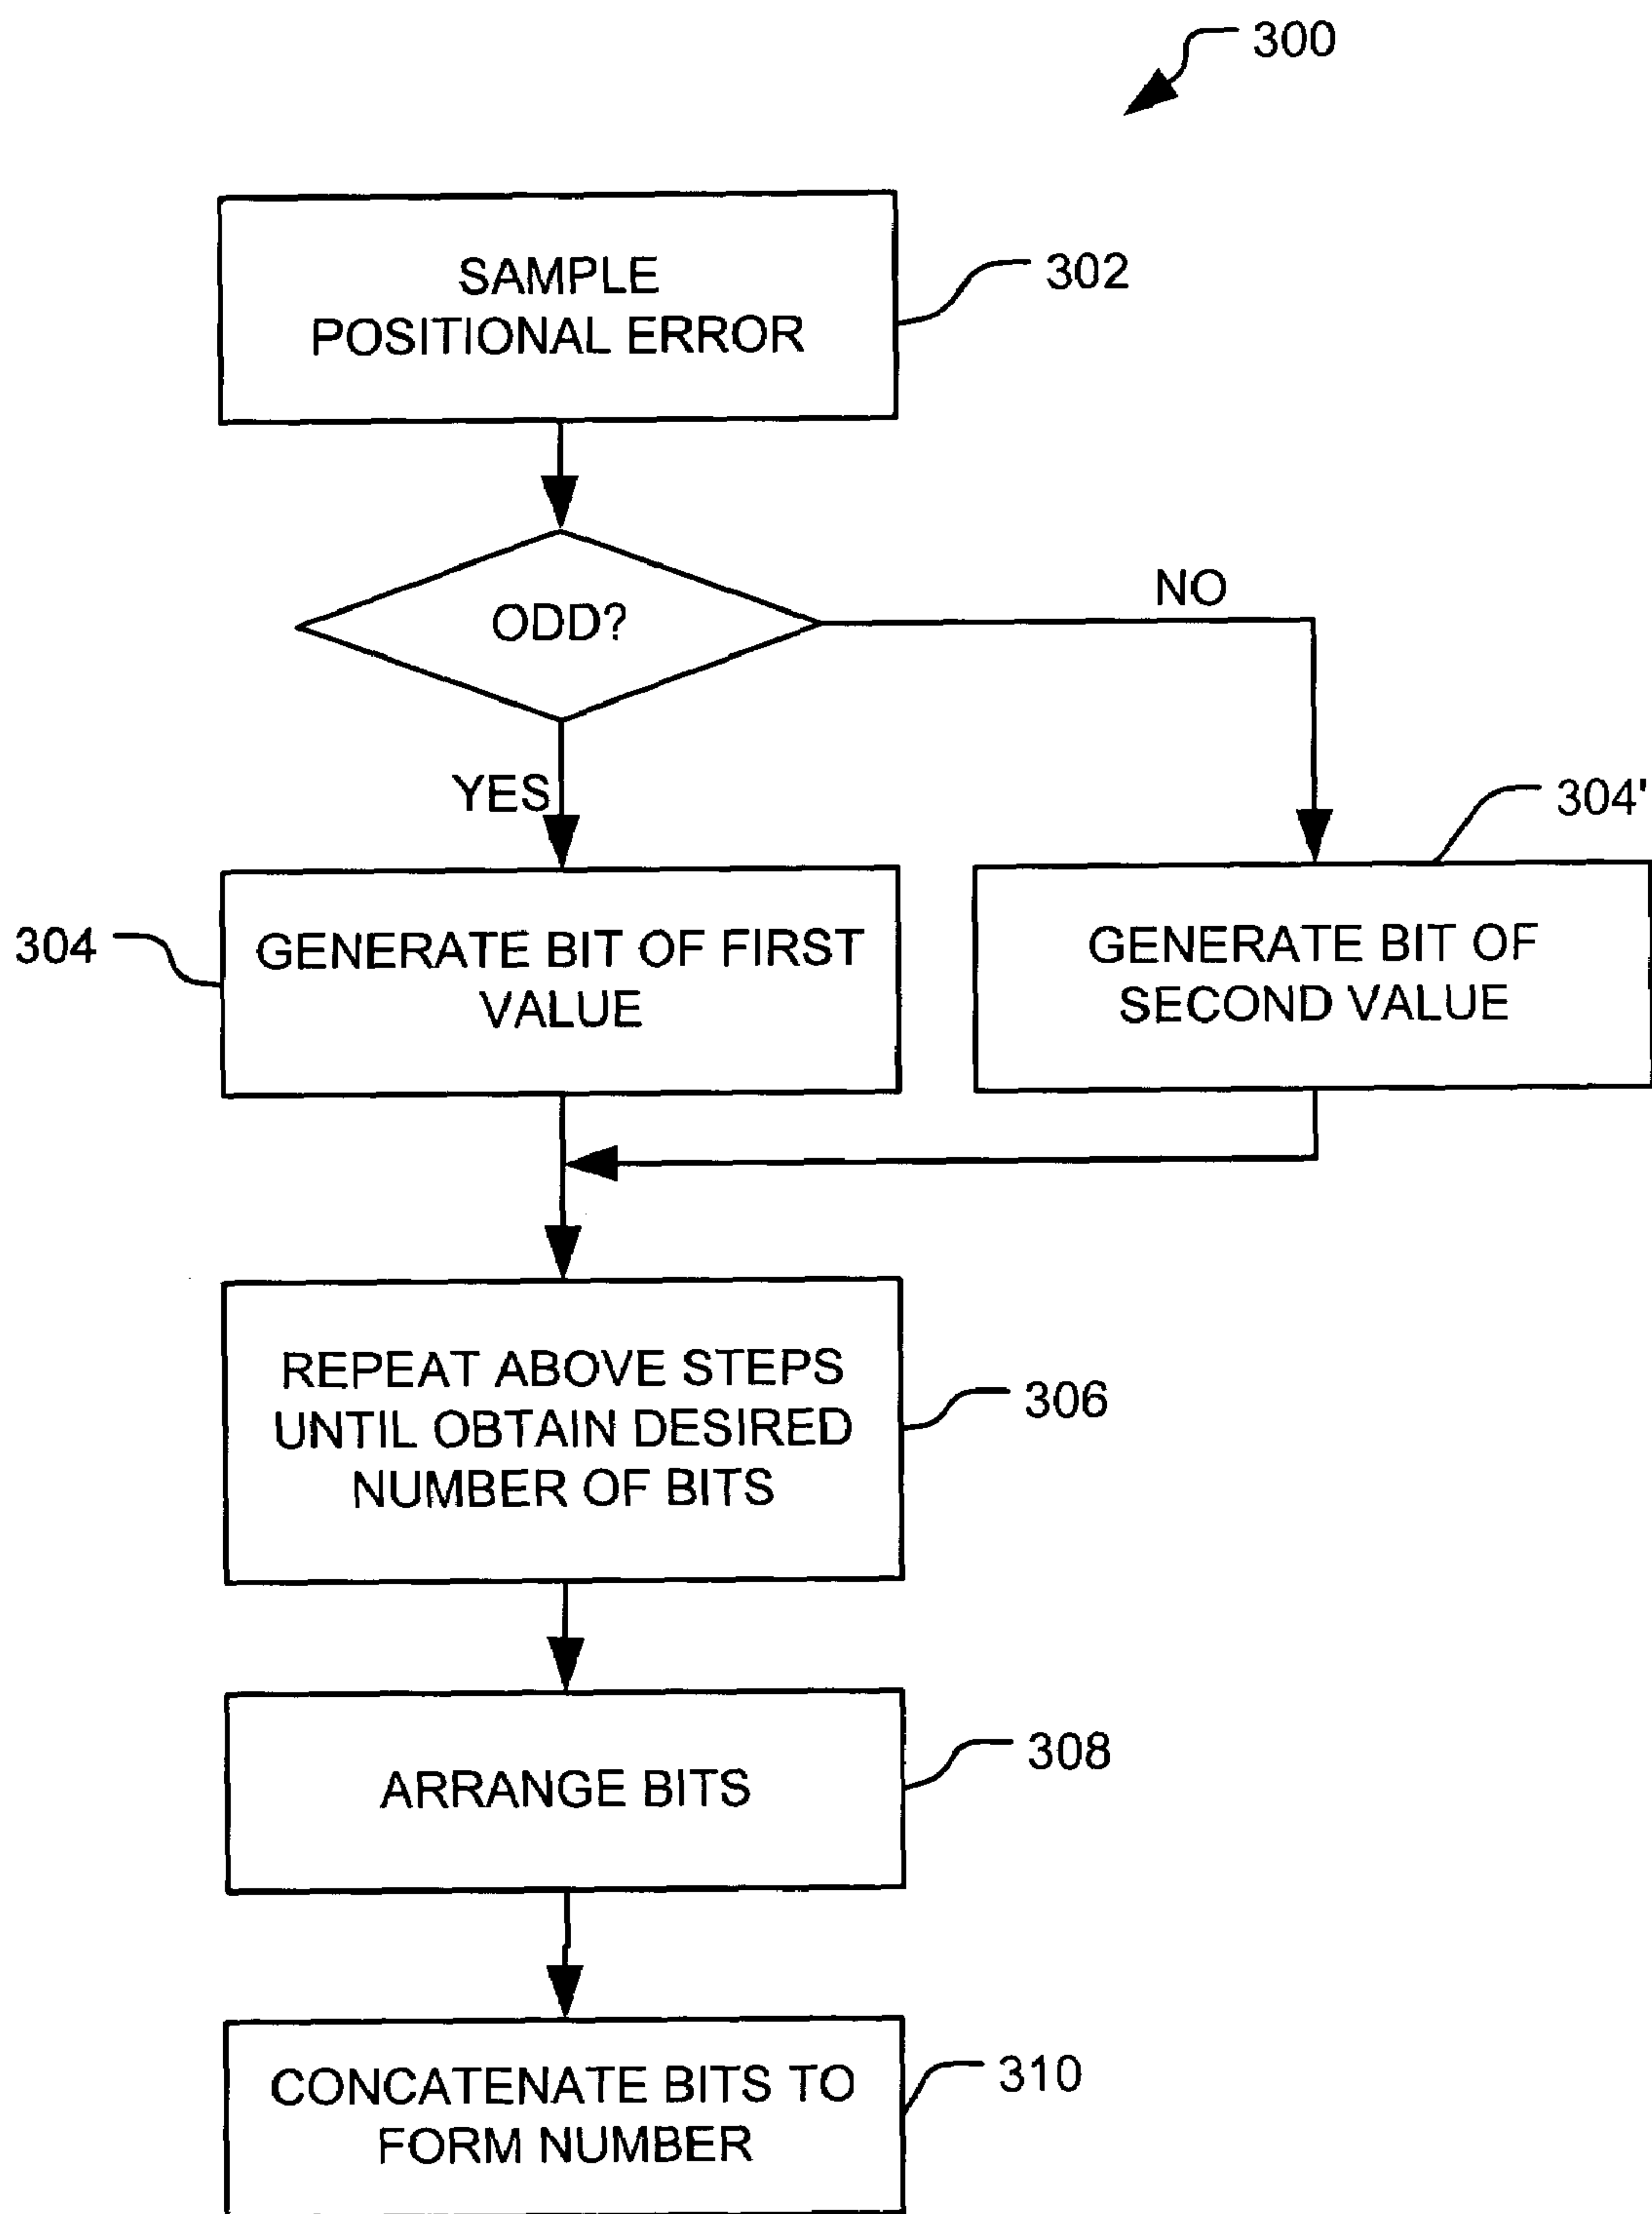 300
SAMPLE
POSITIONAL ERROR
302
ODD?
NO
YES
304'
304
GENERATE BIT OF FIRST
VALUE
GENERATE BIT OF
SECOND VALUE
REPEAT ABOVE STEPS
UNTIL OBTAIN DESIRED
NUMBER OF BITS
306
ARRANGE BITS
308
CONCATENATE BITS TO
FORM NUMBER
310